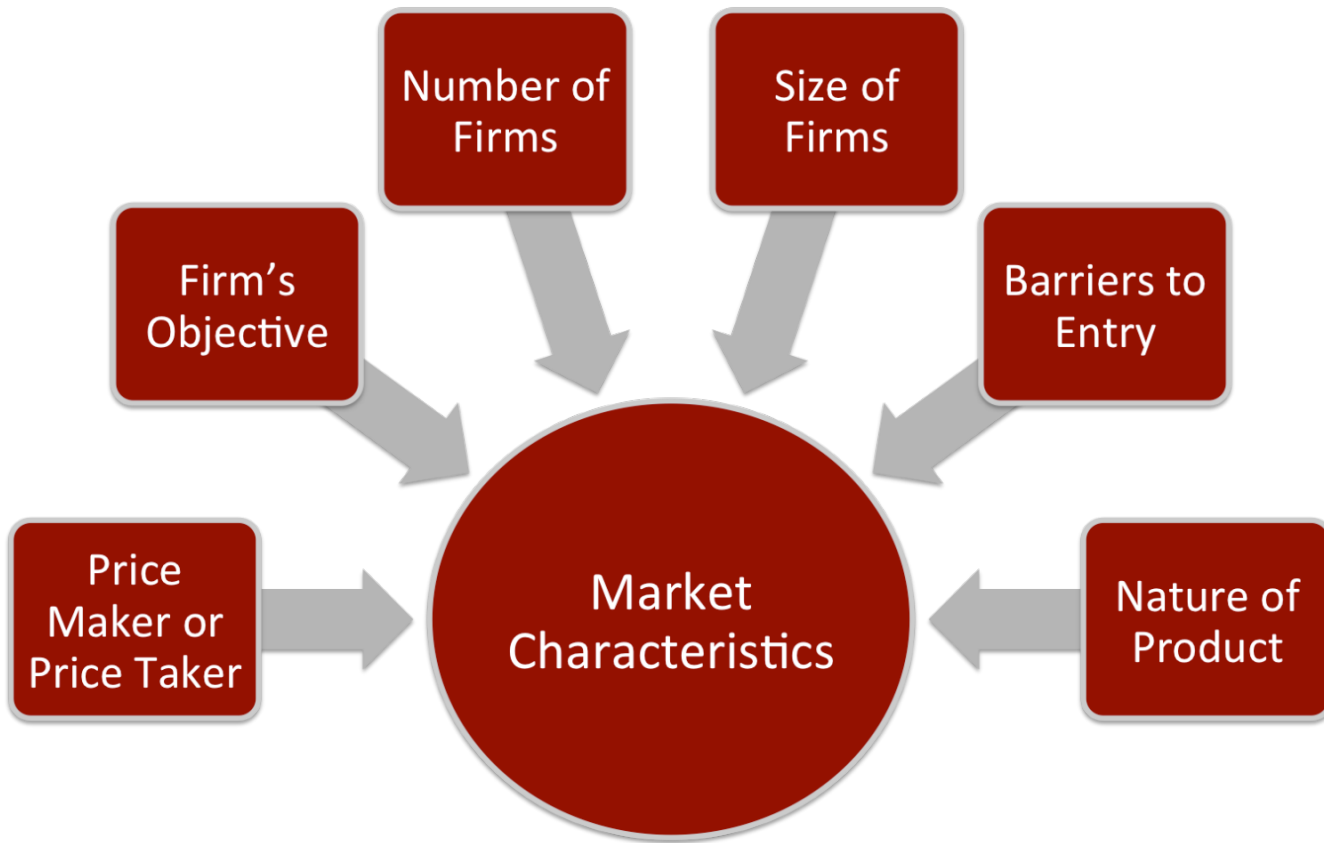 Number of
Firms
Size of
Firms
Firm’s
Objective
Barriers to
Entry
Price
Maker or
Price Taker
Market
Characteristics
Nature of
Product